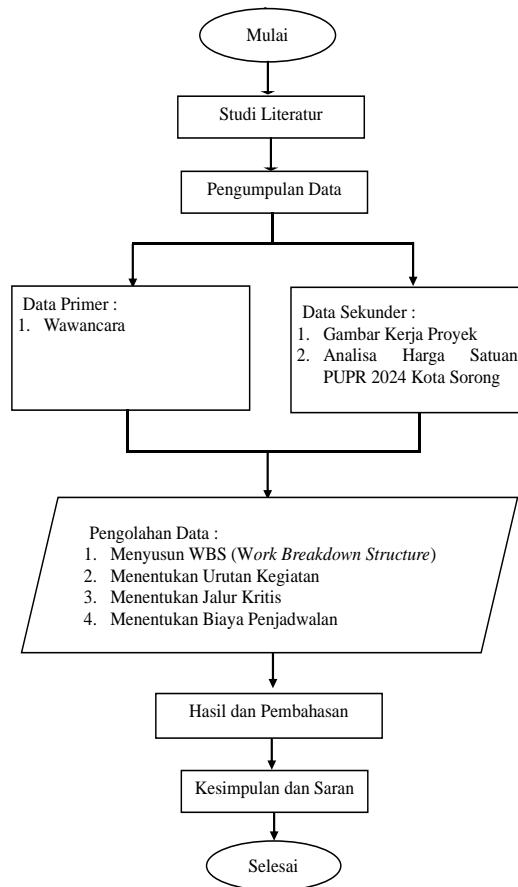 Mulai
Studi Literatur
Pengumpulan Data
Data Primer :
1. Wawancara
Data Sekunder :
1. Gambar Kerja Proyek
2. Analisa Harga Satuan
PUPR 2024 Kota Sorong
Pengolahan Data :
1. Menyusun WBS (Work Breakdown Structure)
2. Menentukan Urutan Kegiatan
3. Menentukan Jalur Kritis
4. Menentukan Biaya Penjadwalan
Hasil dan Pembahasan
Kesimpulan dan Saran
Selesai